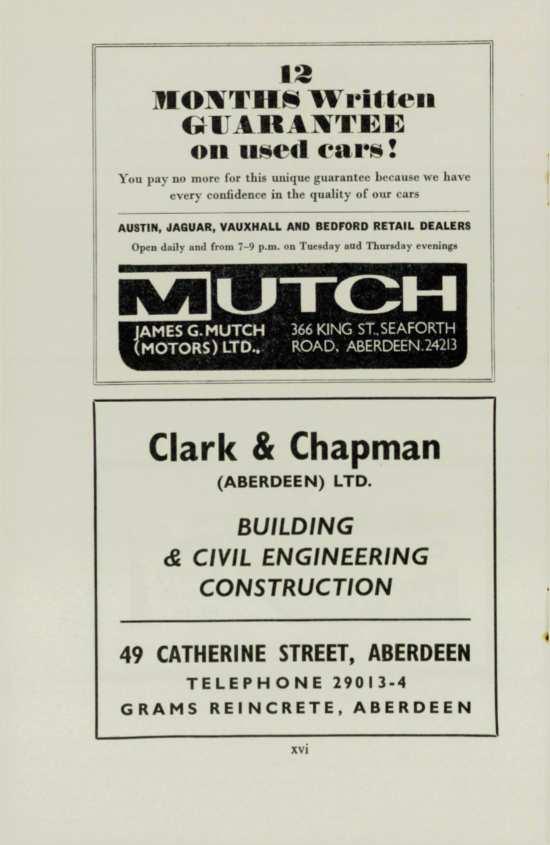 12
MONTHS Written
GUARANTEE
on used cars!
You pay no more for this unique guarantee because we have
every confidence in the quality of our cars
AUSTIN, JAGUAR, VAUXHALL AND BEDFORD RETAIL DEALERS
Open daily and from 7-9 p.m. on Tuesday and Thursday evenings
MUTCH
JAMES G. MUTCH
(MOTORS) LTD.,
366 KING ST., SEAFORTH
ROAD, ABERDEEN. 24213
Clark & Chapman
(ABERDEEN) LTD.
BUILDING
& CIVIL ENGINEERING
CONSTRUCTION
49 CATHERINE STREET, ABERDEEN
TELEPHONE 29013-4
GRAMS REINCRETE, ABERDEEN
xvi